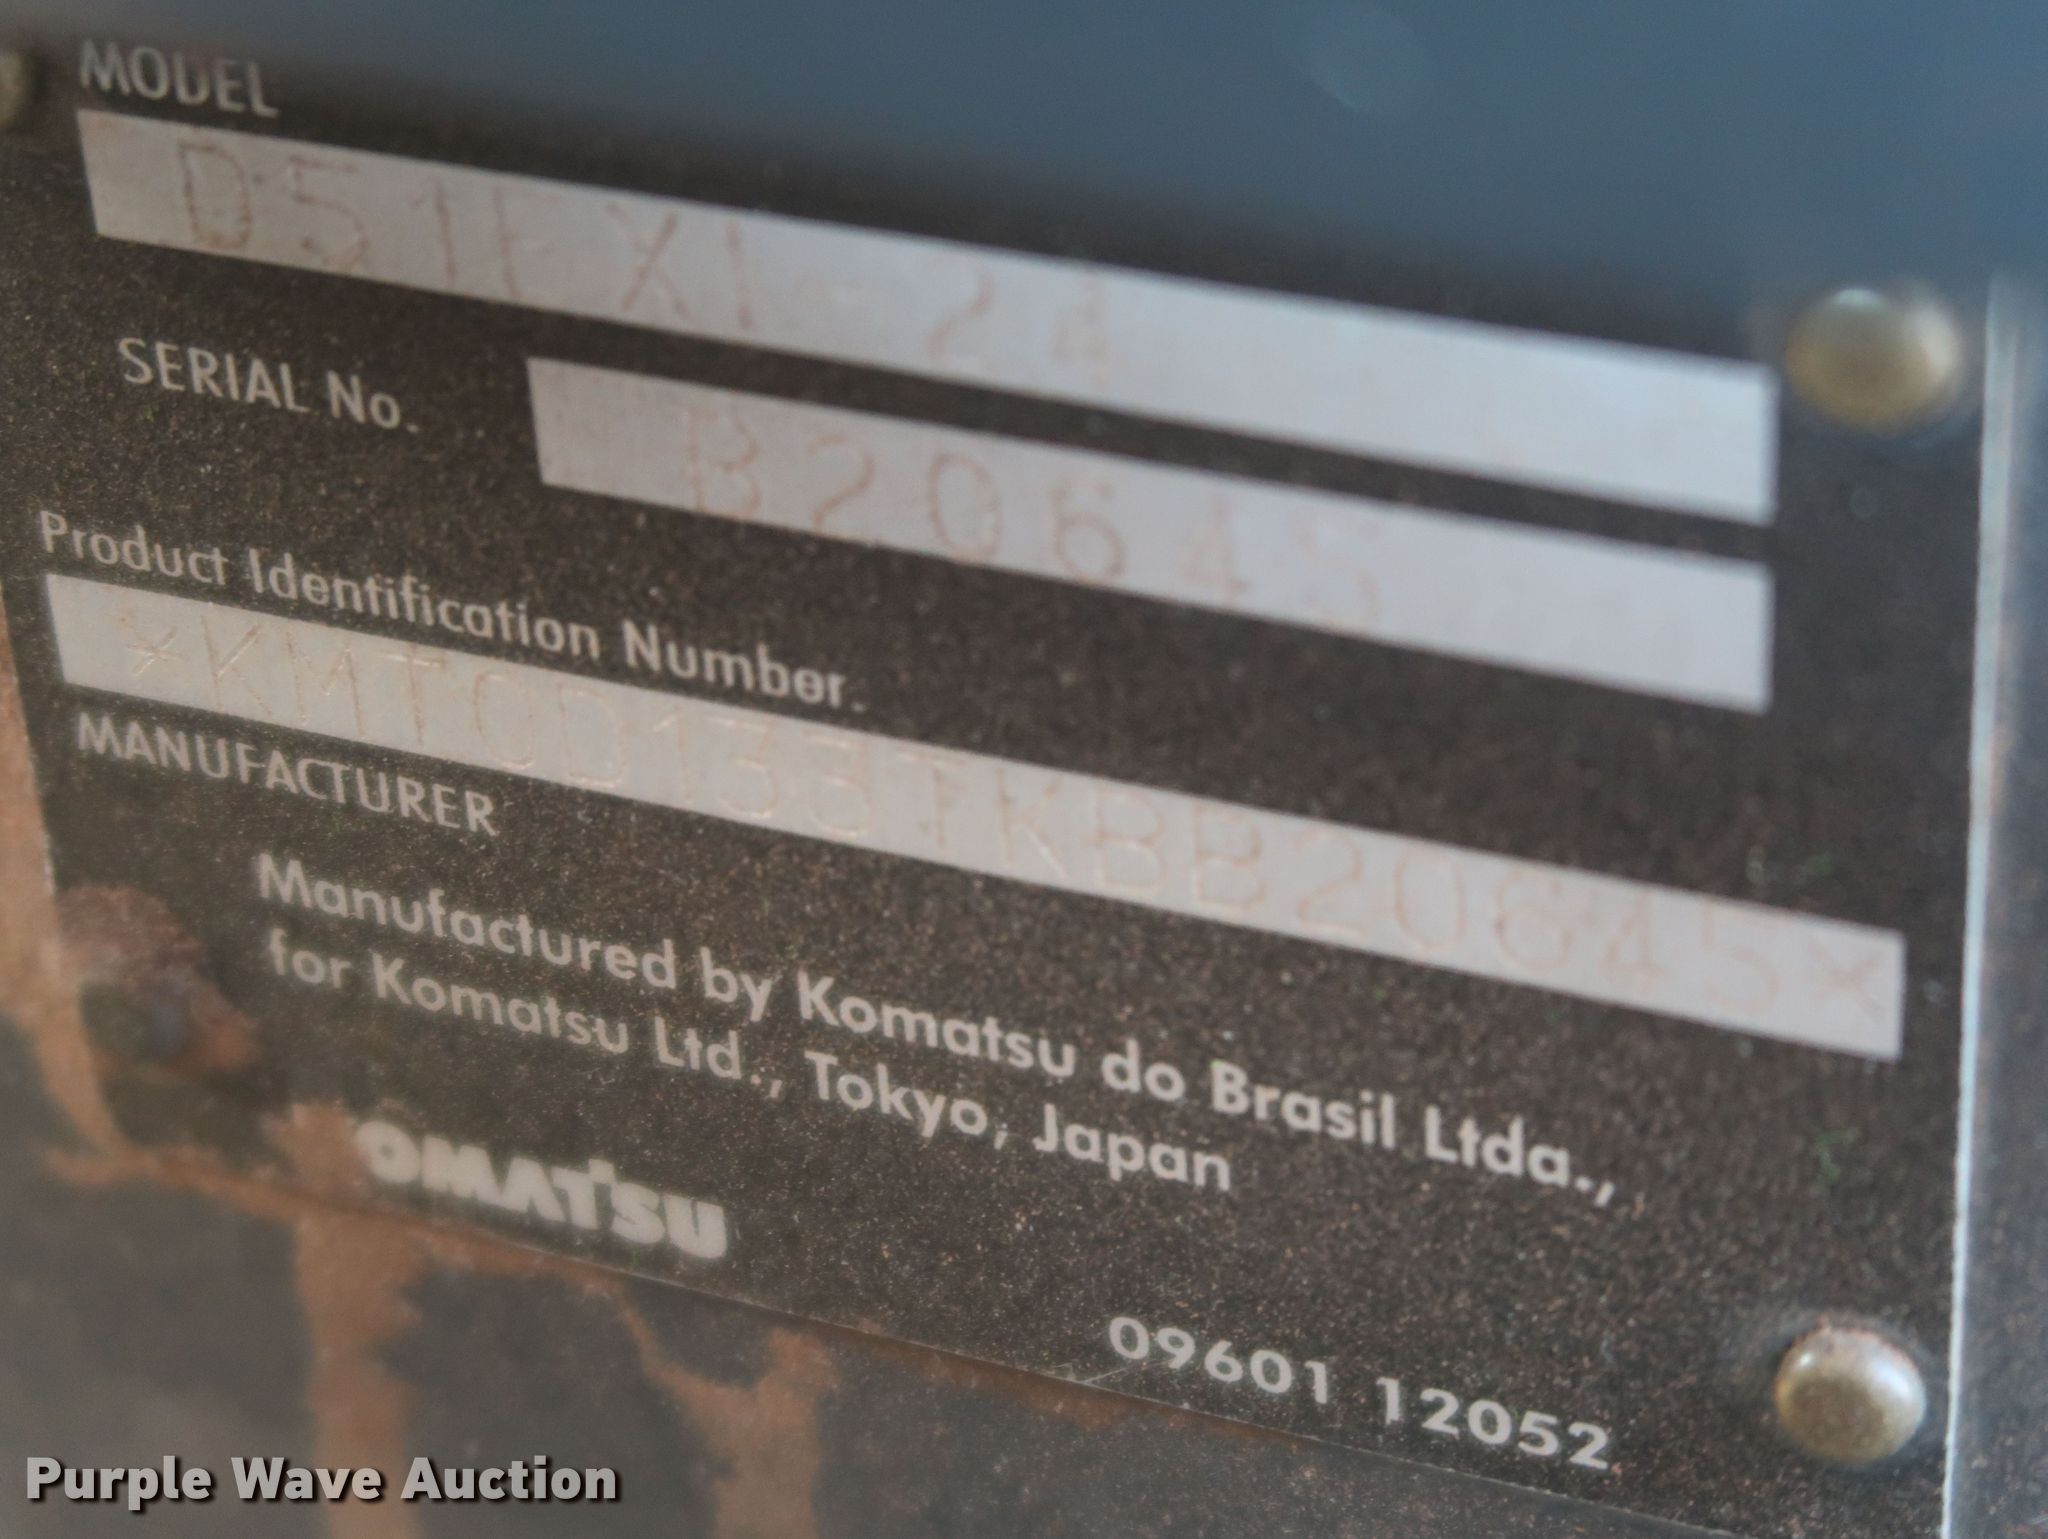 MODEL
D51EXI-24
SERIAL No.
B20645
Product Identification Number.
*KMT0D133TKBB20645*
MANUFACTURER
Manufactured by Komatsu do Brasil Ltda.,
for Komatsu Ltd., Tokyo, Japan
OMATSU
09601 12052
Purple Wave Auction